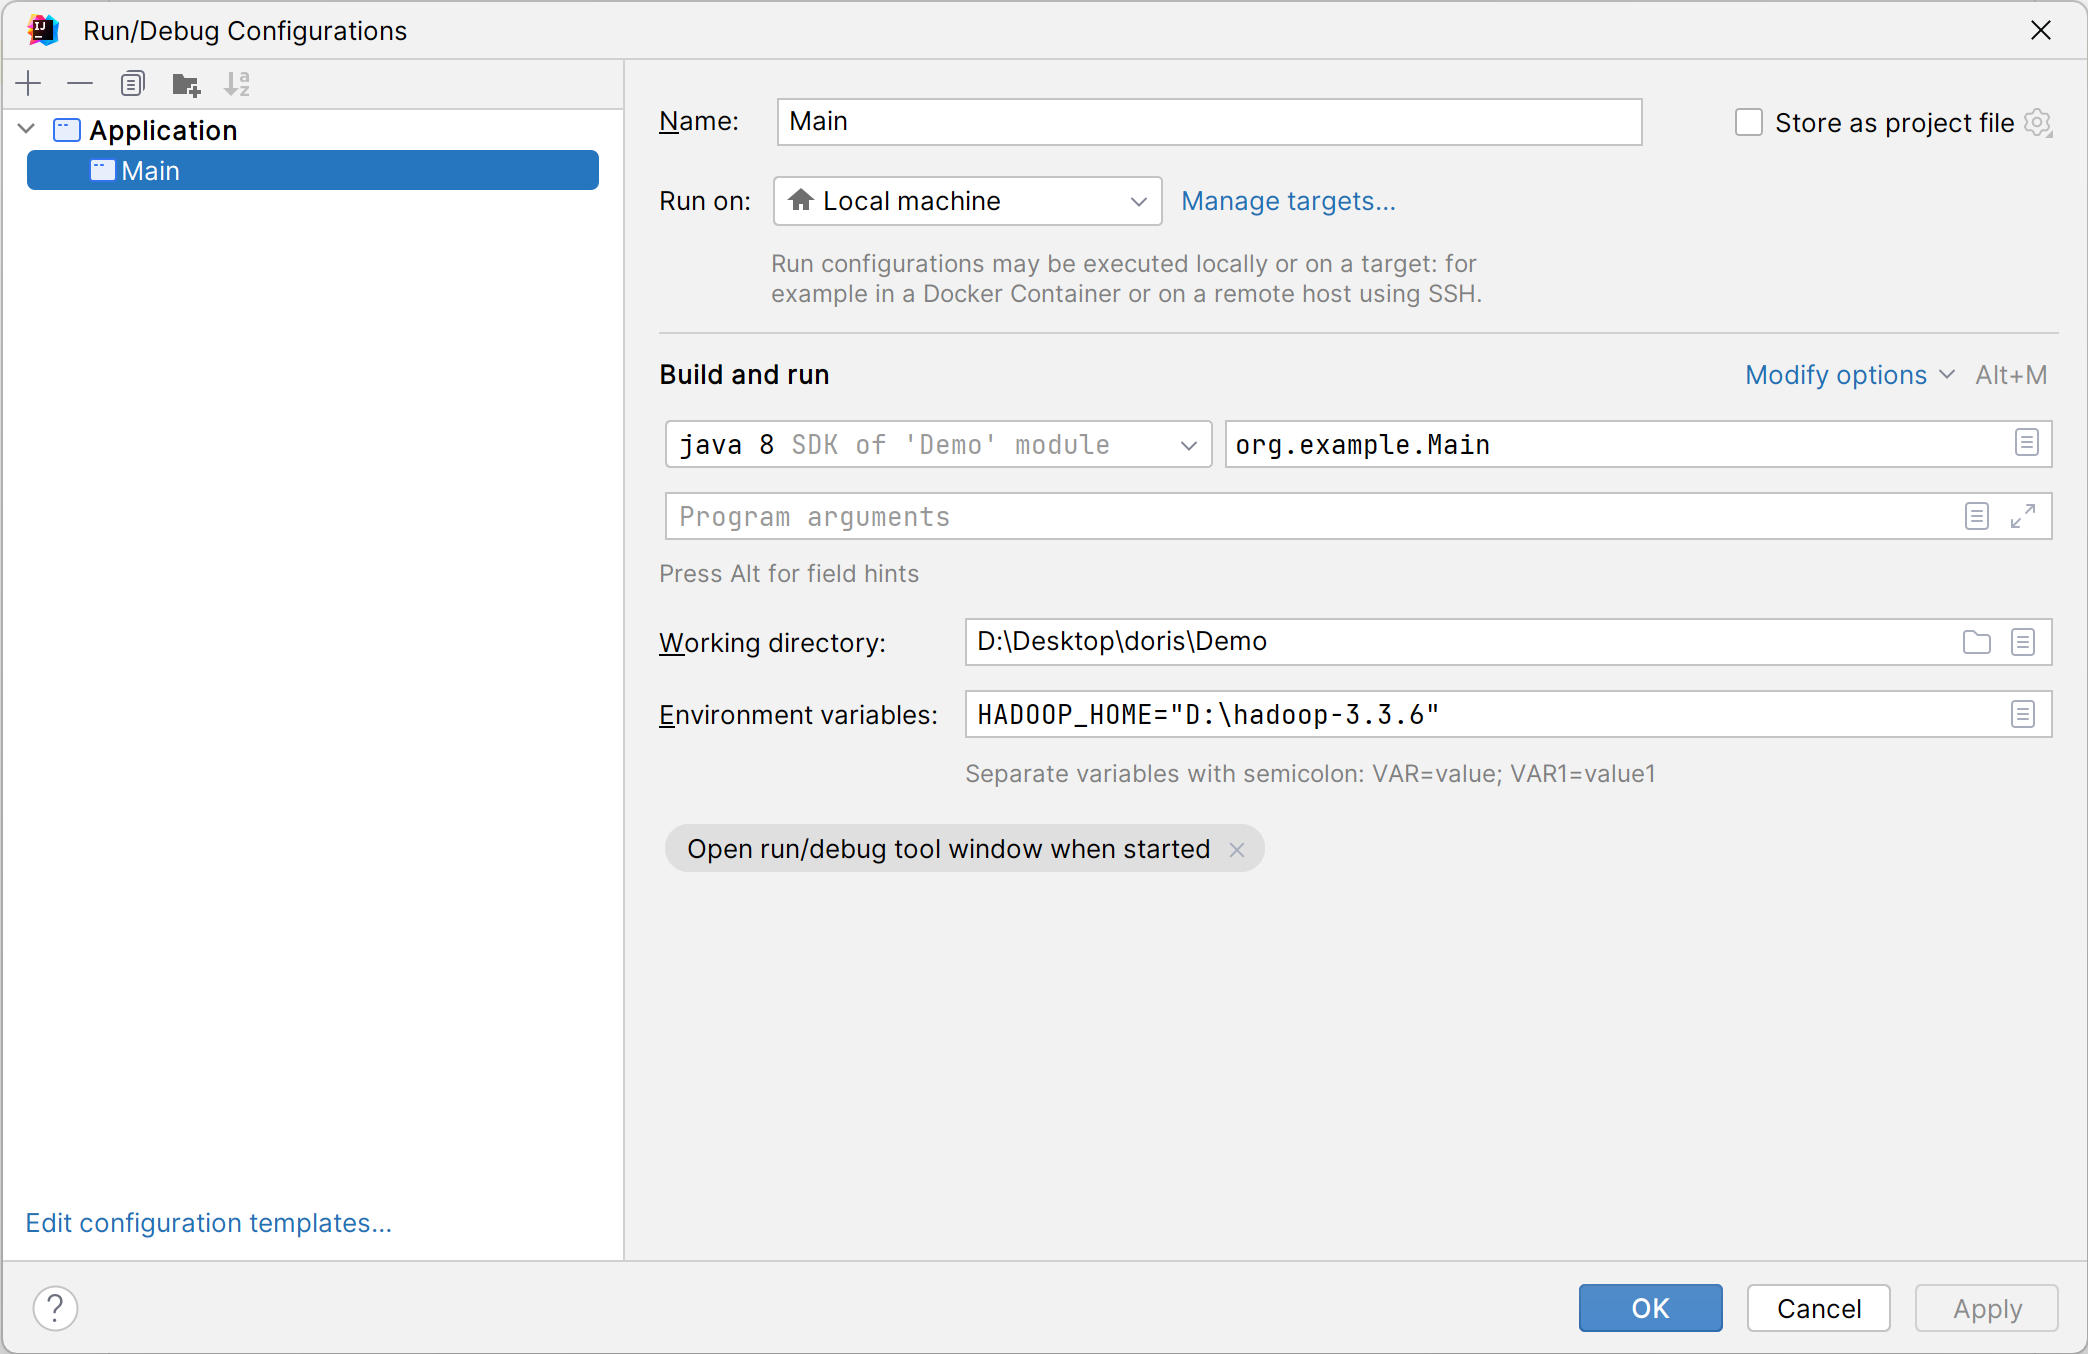 Run/Debug Configurations
Application
Main
Edit configuration templates...
Name: Main
Store as project file
Run on: Local machine Manage targets...
Run configurations may be executed locally or on a target: for
example in a Docker Container or on a remote host using SSH.
Build and run
Modify options Alt+M
java 8 SDK of 'Demo' module org.example.Main
Program arguments
Press Alt for field hints
Working directory: D:\Desktop\doris\Demo
Environment variables: HADOOP_HOME="D:\hadoop-3.3.6"
Separate variables with semicolon: VAR=value; VAR1=value1
Open run/debug tool window when started
? OK Cancel Apply